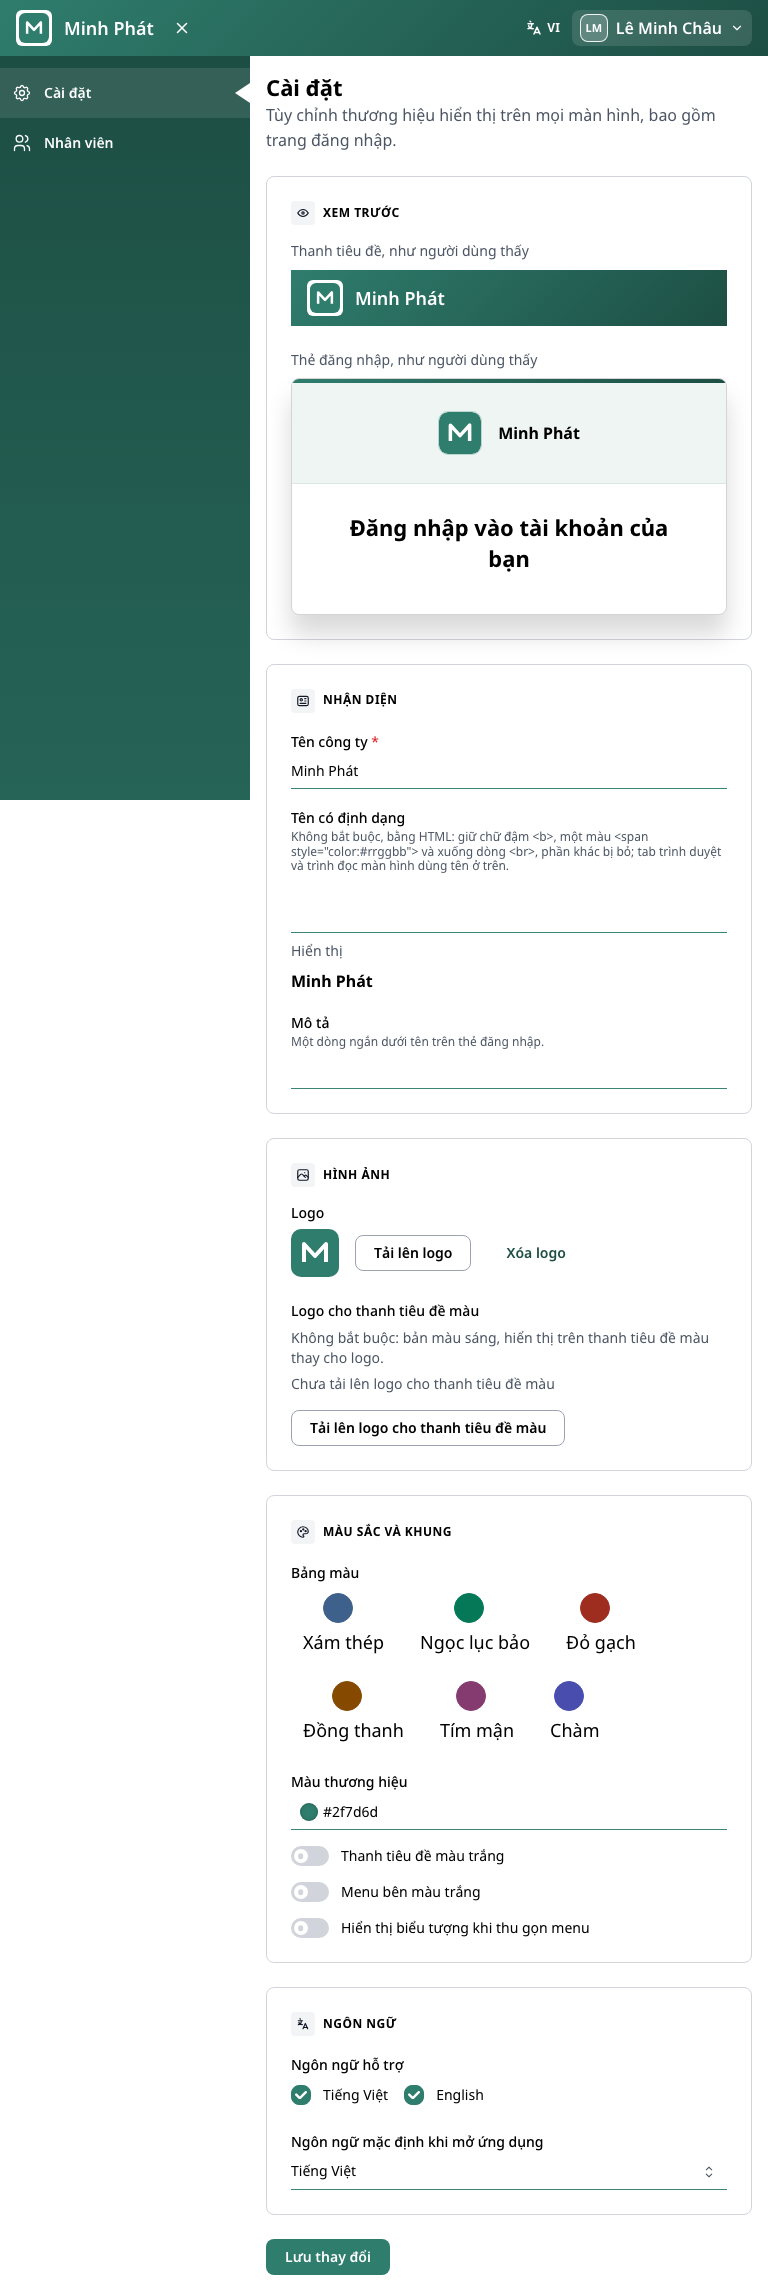 Minh Phát
VI
LM
Lê Minh Châu
Cài đặt
Nhân viên
Cài đặt
Tùy chỉnh thương hiệu hiển thị trên mọi màn hình, bao gồm
trang đăng nhập.
XEM TRƯỚC
Thanh tiêu đề, như người dùng thấy
Minh Phát
Thẻ đăng nhập, như người dùng thấy
Minh Phát
Đăng nhập vào tài khoản của
bạn
NHẬN DIỆN
Tên công ty *
Minh Phát
Tên có định dạng
Không bắt buộc, bằng HTML: giữ chữ đậm <b>, một màu <span
style="color:#rrggbb"> và xuống dòng <br>, phần khác bị bỏ; tab trình duyệt
và trình đọc màn hình dùng tên ở trên.
Hiển thị
Minh Phát
Mô tả
Một dòng ngắn dưới tên trên thẻ đăng nhập.
HÌNH ẢNH
Logo
Tải lên logo
Xóa logo
Logo cho thanh tiêu đề màu
Không bắt buộc: bản màu sáng, hiển thị trên thanh tiêu đề màu
thay cho logo.
Chưa tải lên logo cho thanh tiêu đề màu
Tải lên logo cho thanh tiêu đề màu
MÀU SẮC VÀ KHUNG
Bảng màu
Xám thép
Ngọc lục bảo
Đỏ gạch
Đồng thanh
Tím mận
Chàm
Màu thương hiệu
#2f7d6d
Thanh tiêu đề màu trắng
Menu bên màu trắng
Hiển thị biểu tượng khi thu gọn menu
NGÔN NGỮ
Ngôn ngữ hỗ trợ
Tiếng Việt
English
Ngôn ngữ mặc định khi mở ứng dụng
Tiếng Việt
Lưu thay đổi